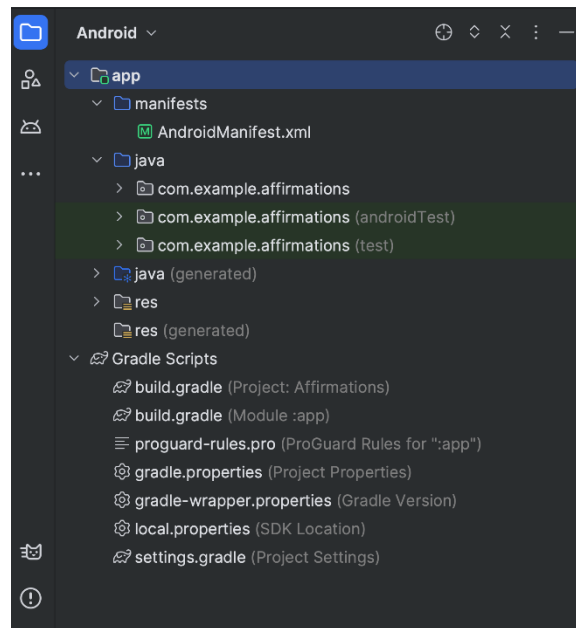 Android
app
manifests
AndroidManifest.xml
java
com.example.affirmations
com.example.affirmations (androidTest)
com.example.affirmations (test)
java (generated)
res
res (generated)
Gradle Scripts
build.gradle (Project: Affirmations)
build.gradle (Module :app)
proguard-rules.pro (ProGuard Rules for ":app")
gradle.properties (Project Properties)
gradle-wrapper.properties (Gradle Version)
local.properties (SDK Location)
settings.gradle (Project Settings)